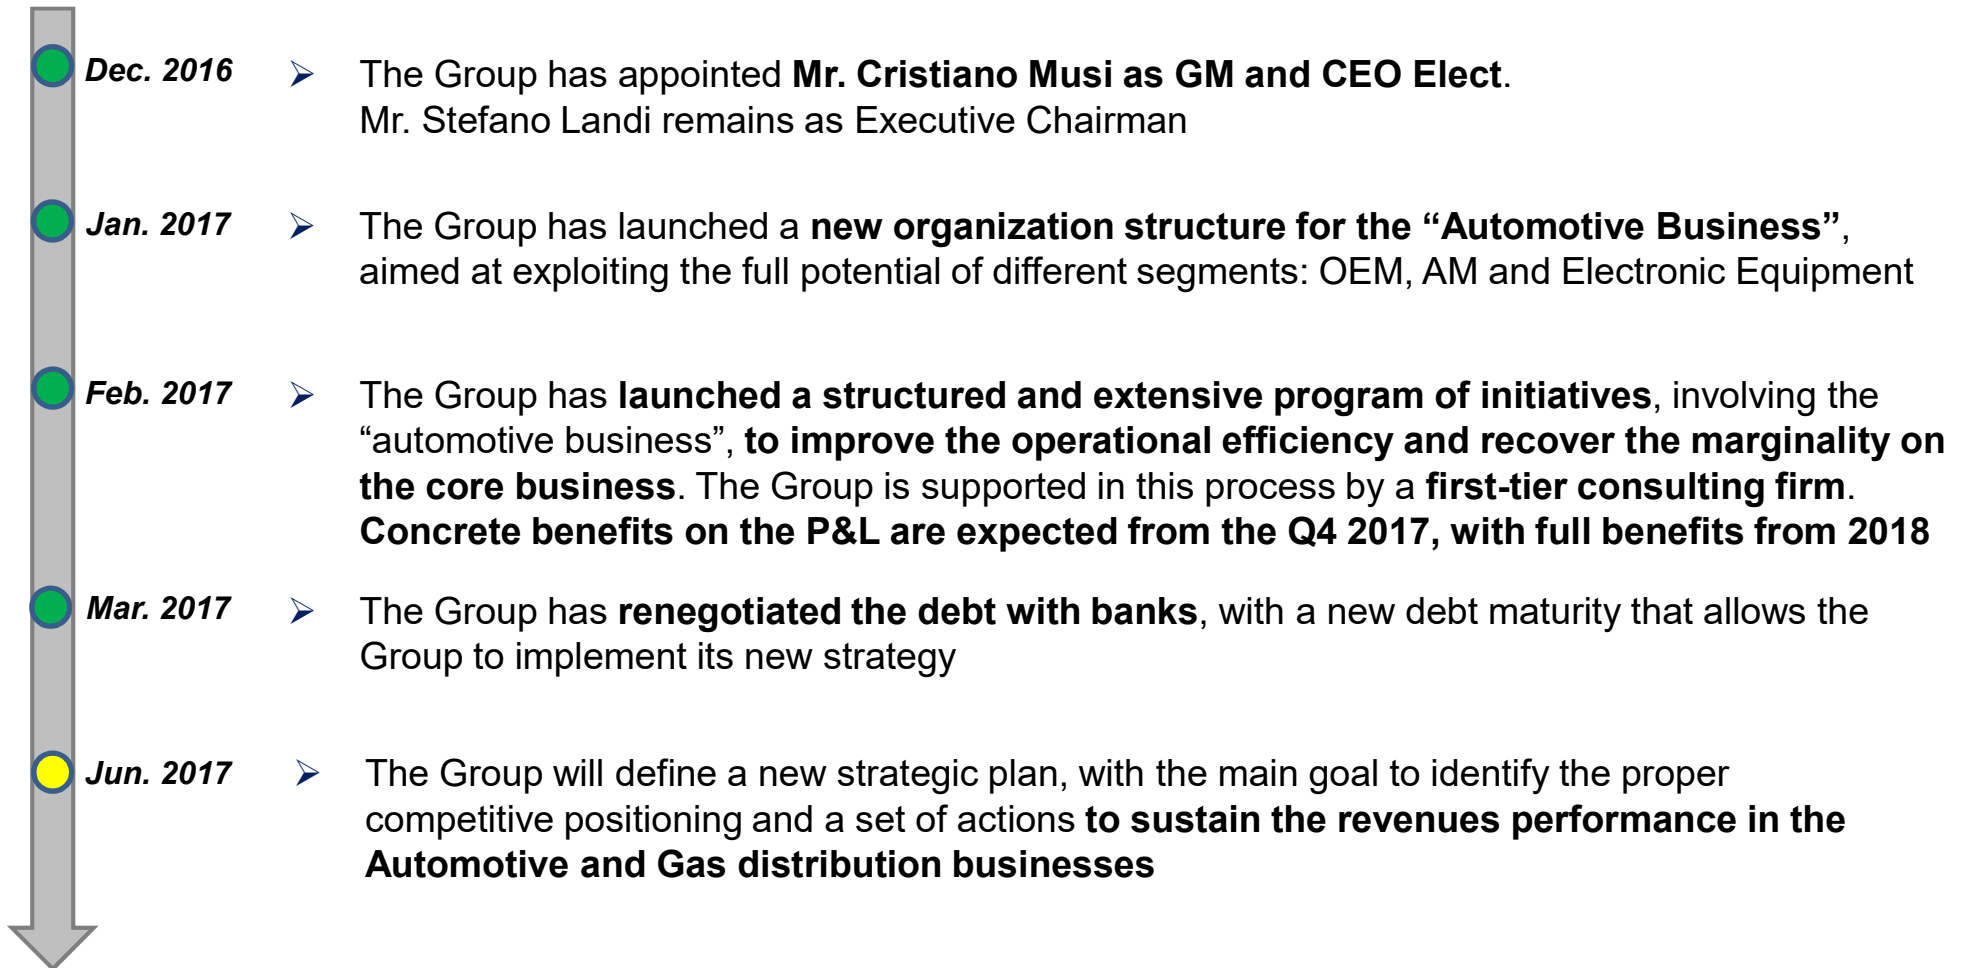 Dec. 2016
➢ The Group has appointed Mr. Cristiano Musi as GM and CEO Elect.
Mr. Stefano Landi remains as Executive Chairman
Jan. 2017
➢ The Group has launched a new organization structure for the “Automotive Business”,
aimed at exploiting the full potential of different segments: OEM, AM and Electronic Equipment
Feb. 2017
➢ The Group has launched a structured and extensive program of initiatives, involving the
“automotive business”, to improve the operational efficiency and recover the marginality on
the core business. The Group is supported in this process by a first-tier consulting firm.
Concrete benefits on the P&L are expected from the Q4 2017, with full benefits from 2018
Mar. 2017
➢ The Group has renegotiated the debt with banks, with a new debt maturity that allows the
Group to implement its new strategy
Jun. 2017
➢ The Group will define a new strategic plan, with the main goal to identify the proper
competitive positioning and a set of actions to sustain the revenues performance in the
Automotive and Gas distribution businesses